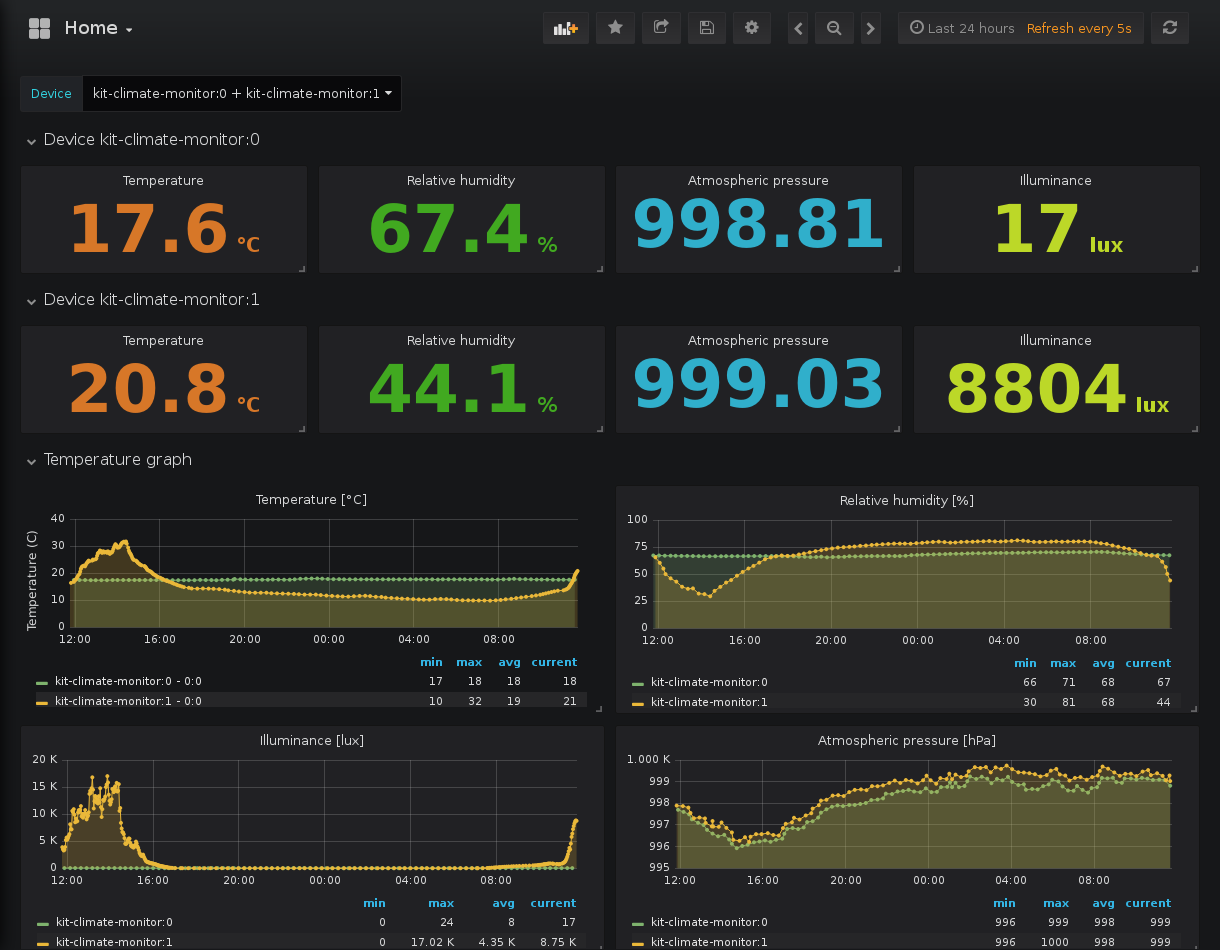 Home
Last 24 hours Refresh every 5s
Device kit-climate-monitor:0 + kit-climate-monitor:1
Device kit-climate-monitor:0
Temperature Relative humidity Atmospheric pressure Illuminance
17.6 °C 67.4 % 998.81 17 lux
Device kit-climate-monitor:1
Temperature Relative humidity Atmospheric pressure Illuminance
20.8 °C 44.1 % 999.03 8804 lux
Temperature graph
Temperature [°C]
Temperature (C)
40
30
20
10
0
12:00 16:00 20:00 00:00 04:00 08:00
min max avg current
kit-climate-monitor:0 - 0:0 17 18 18 18
kit-climate-monitor:1 - 0:0 10 32 19 21
Relative humidity [%]
100
75
50
25
0
12:00 16:00 20:00 00:00 04:00 08:00
min max avg current
kit-climate-monitor:0 66 71 68 67
kit-climate-monitor:1 30 81 68 44
Illuminance [lux]
20 K
15 K
10 K
5 K
0
12:00 16:00 20:00 00:00 04:00 08:00
min max avg current
kit-climate-monitor:0 0 24 8 17
kit-climate-monitor:1 0 17.02 K 4.35 K 8.75 K
Atmospheric pressure [hPa]
1.000 K
999
998
997
996
995
12:00 16:00 20:00 00:00 04:00 08:00
min max avg current
kit-climate-monitor:0 996 999 998 999
kit-climate-monitor:1 996 1000 998 999